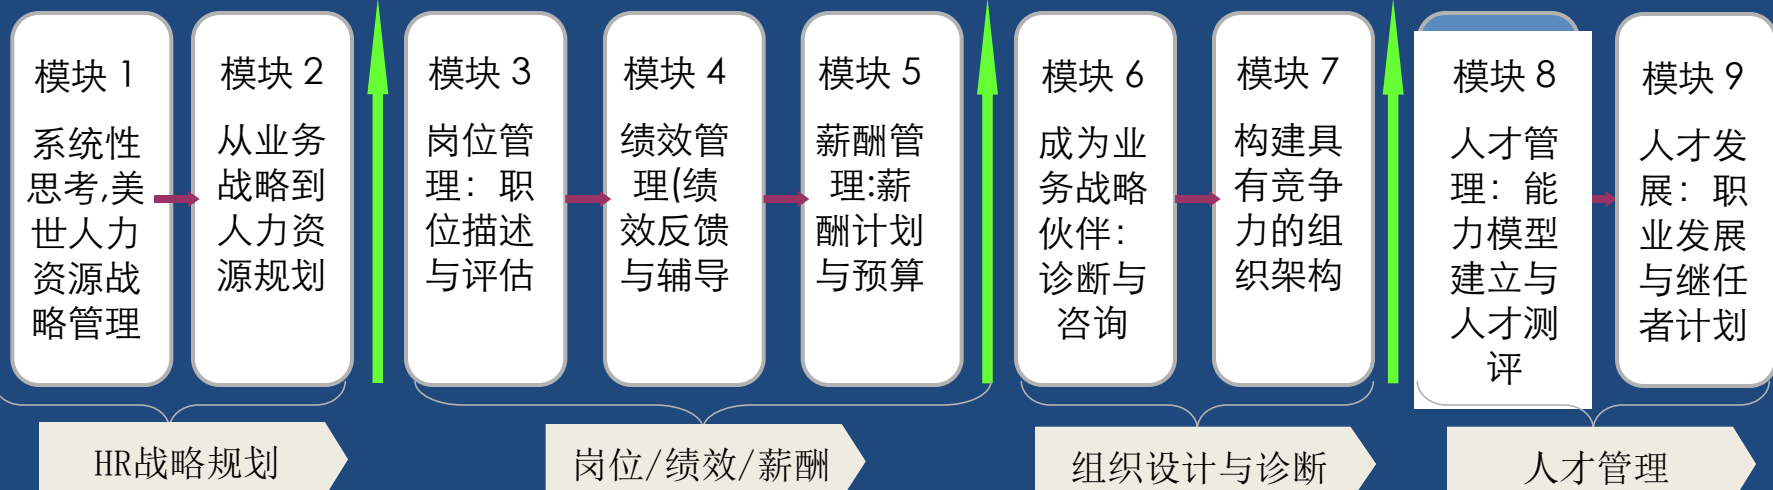 模块 1
系统性
思考,美
世人力
资源战
略管理
模块 2
从业务
战略到
人力资
源规划
模块 3
岗位管
理：职
位描述
与评估
模块 4
绩效管
理(绩
效反馈
与辅导
模块 5
薪酬管
理:薪
酬计划
与预算
模块 6
成为业
务战略
伙伴：
诊断与
咨询
模块 7
构建具
有竞争
力的组
织架构
模块 8
人才管
理：能
力模型
建立与
人才测
评
模块 9
人才发
展：职
业发展
与继任
者计划
HR战略规划
岗位/绩效/薪酬
组织设计与诊断
人才管理